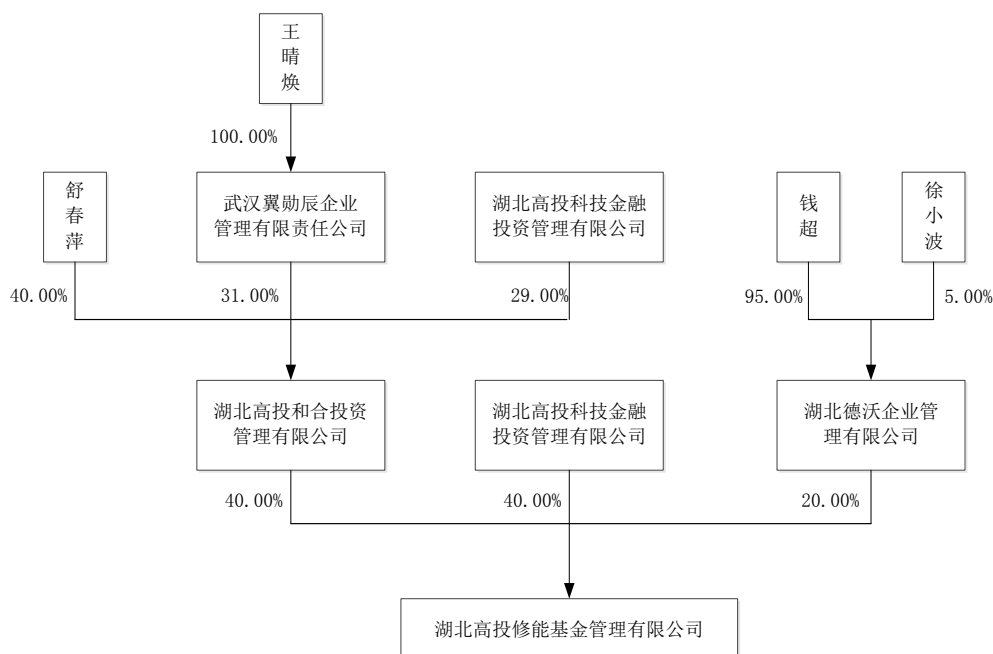 王
晴
焕
100.00%
舒
春
萍
武汉翼勋辰企业
管理有限责任公司
湖北高投科技金融
投资管理有限公司
钱
超
徐
小
波
40.00%
31.00%
29.00%
95.00%
5.00%
湖北高投和合投资
管理有限公司
湖北高投科技金融
投资管理有限公司
湖北德沃企业管
理有限公司
40.00%
40.00%
20.00%
湖北高投修能基金管理有限公司